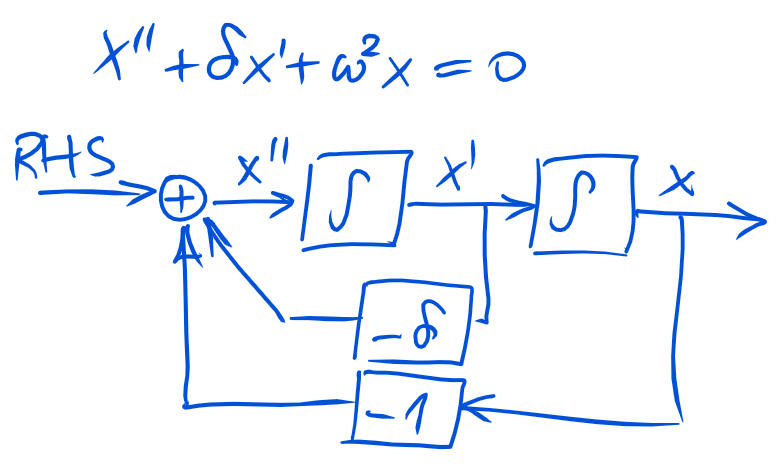 x'' + δx' + ω²x = 0
RHS + x'' ∫ x' ∫ x
-δ
-1